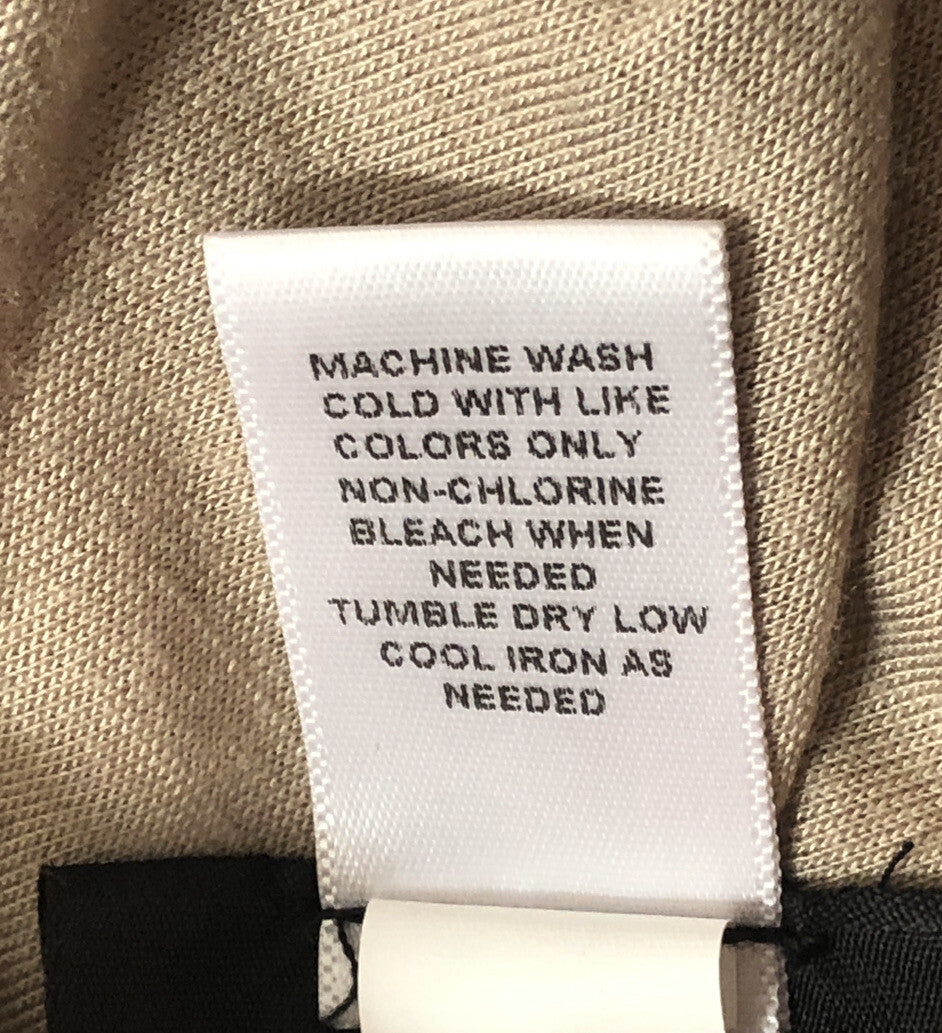 MACHINE WASH
COLD WITH LIKE
COLORS ONLY
NON-CHLORINE
BLEACH WHEN
NEEDED
TUMBLE DRY LOW
COOL IRON AS
NEEDED